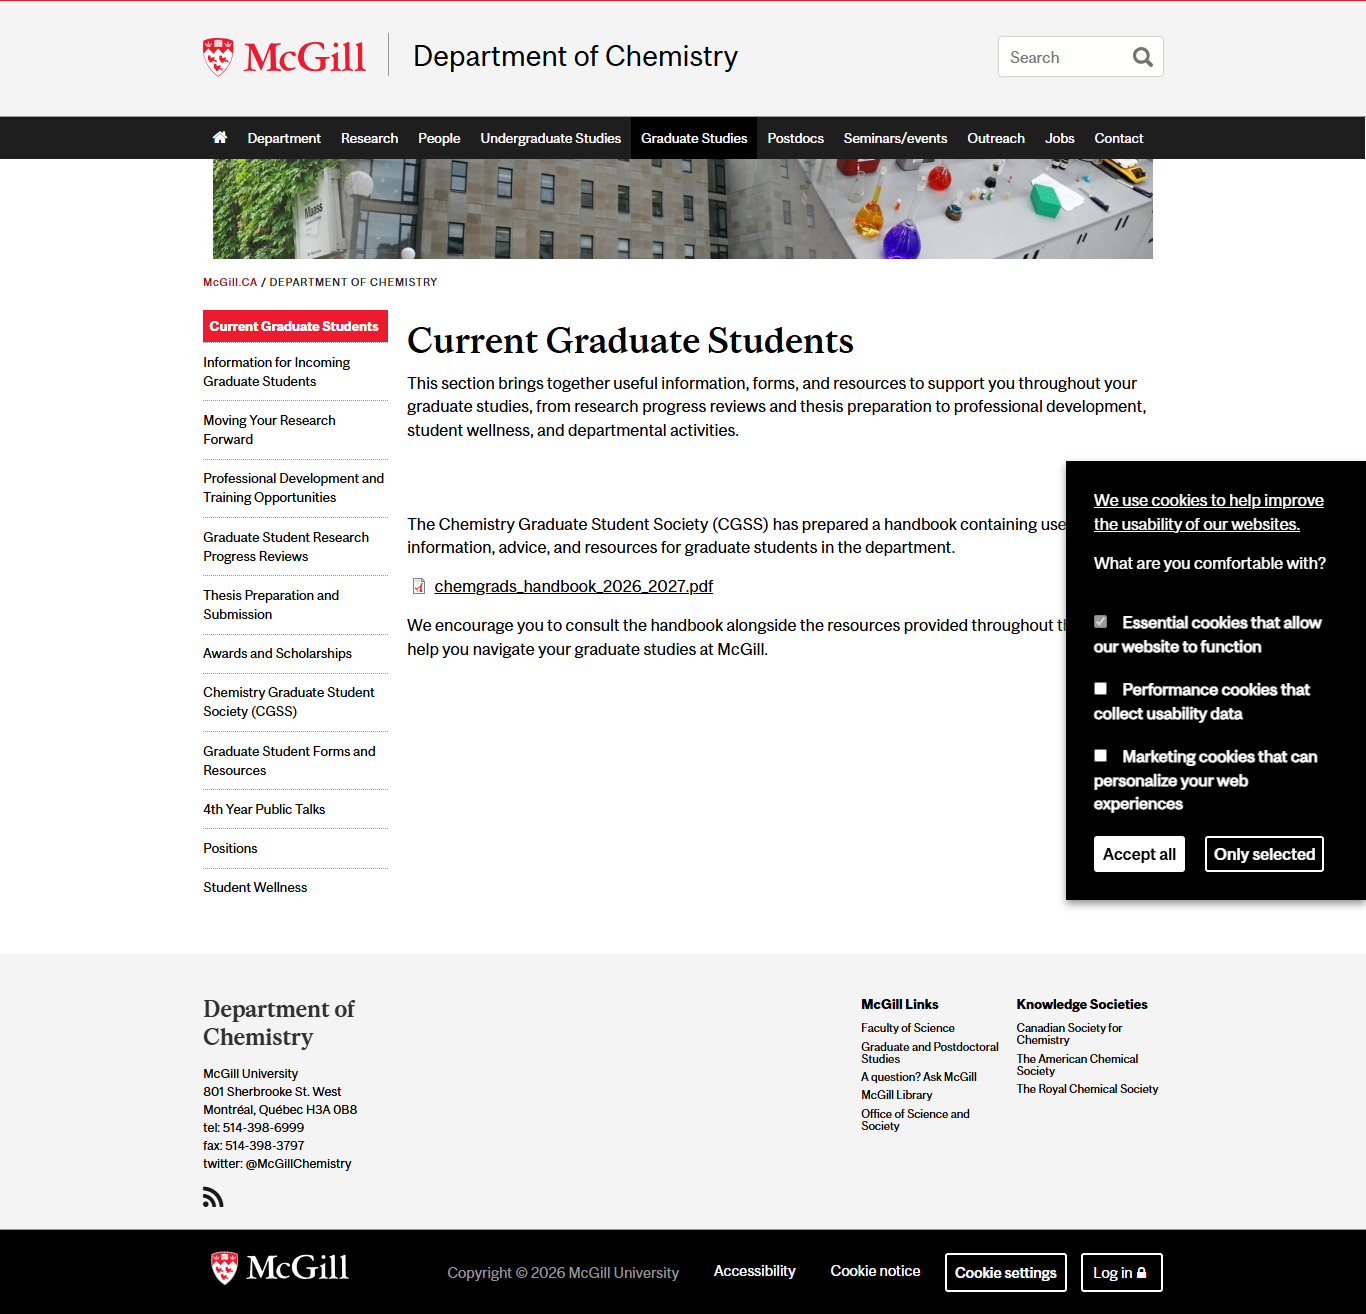 McGill
Department of Chemistry
Search
Department Research People Undergraduate Studies Graduate Studies Postdocs Seminars/events Outreach Jobs Contact
Maass
McGill.CA / DEPARTMENT OF CHEMISTRY
Current Graduate Students
Information for Incoming
Graduate Students
Moving Your Research
Forward
Professional Development and
Training Opportunities
Graduate Student Research
Progress Reviews
Thesis Preparation and
Submission
Awards and Scholarships
Chemistry Graduate Student
Society (CGSS)
Graduate Student Forms and
Resources
4th Year Public Talks
Positions
Student Wellness
Current Graduate Students
This section brings together useful information, forms, and resources to support you throughout your
graduate studies, from research progress reviews and thesis preparation to professional development,
student wellness, and departmental activities.
The Chemistry Graduate Student Society (CGSS) has prepared a handbook containing use
information, advice, and resources for graduate students in the department.
chemgrads_handbook_2026_2027.pdf
We encourage you to consult the handbook alongside the resources provided throughout
help you navigate your graduate studies at McGill.
We use cookies to help improve
the usability of our websites.
What are you comfortable with?
Essential cookies that allow
our website to function
Performance cookies that
collect usability data
Marketing cookies that can
personalize your web
experiences
Accept all
Only selected
Department of
Chemistry
McGill University
801 Sherbrooke St. West
Montréal, Québec H3A 0B8
tel: 514-398-6999
fax: 514-398-3797
twitter: @McGillChemistry
McGill Links
Faculty of Science
Graduate and Postdoctoral
Studies
A question? Ask McGill
McGill Library
Office of Science and
Society
Knowledge Societies
Canadian Society for
Chemistry
The American Chemical
Society
The Royal Chemical Society
McGill
Copyright © 2026 McGill University
Accessibility
Cookie notice
Cookie settings
Log in